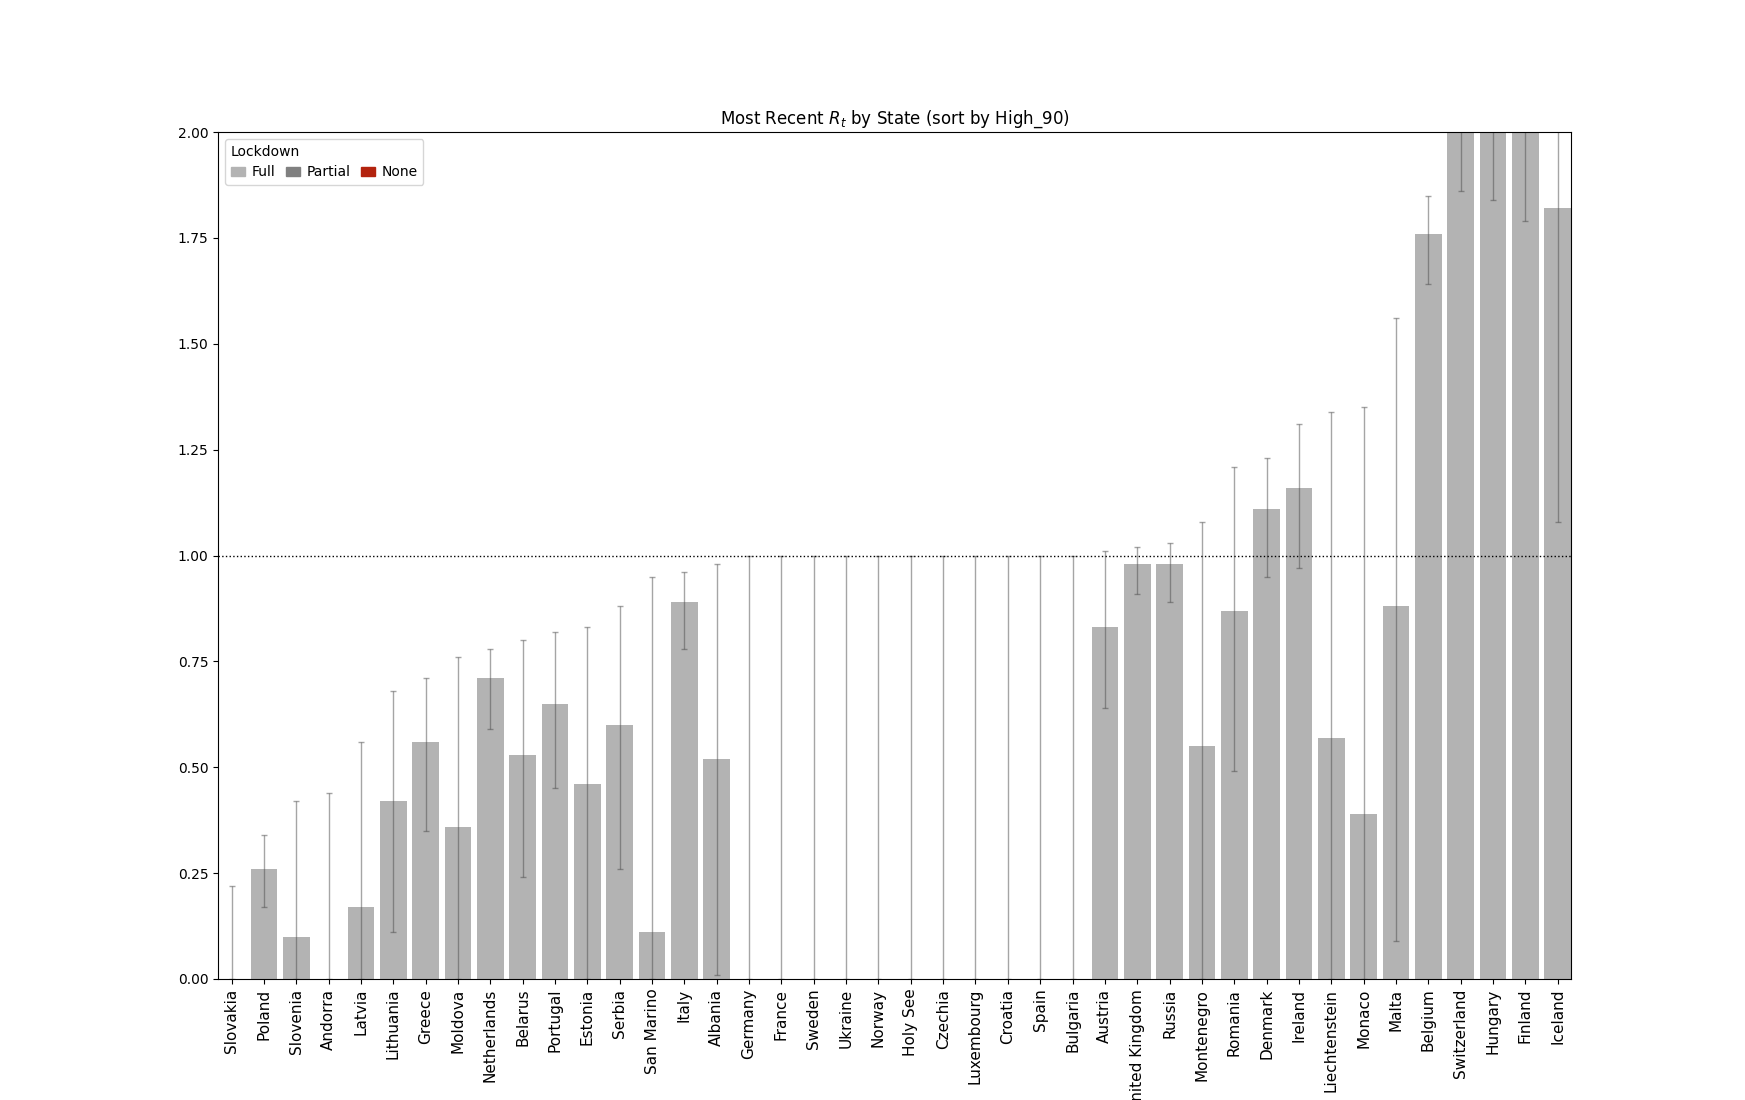 Most Recent R_t by State (sort by High_90)
Lockdown
Full Partial None
2.00
1.75
1.50
1.25
1.00
0.75
0.50
0.25
0.00
Slovakia
Poland
Slovenia
Andorra
Latvia
Lithuania
Greece
Moldova
Netherlands
Belarus
Portugal
Estonia
Serbia
San Marino
Italy
Albania
Germany
France
Sweden
Ukraine
Norway
Holy See
Czechia
Luxembourg
Croatia
Spain
Bulgaria
Austria
nited Kingdom
Russia
Montenegro
Romania
Denmark
Ireland
Liechtenstein
Monaco
Malta
Belgium
Switzerland
Hungary
Finland
Iceland